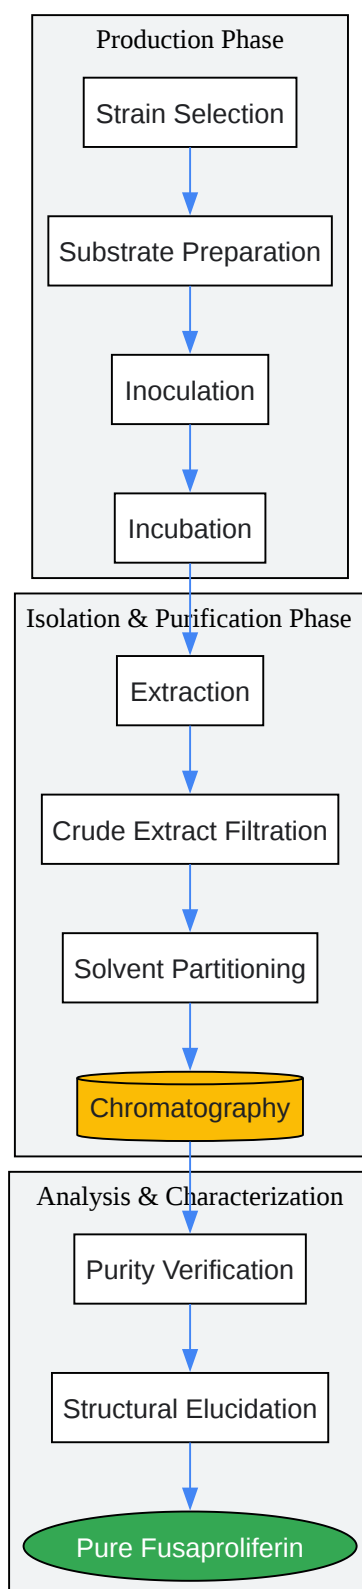 Production Phase
Strain Selection
Substrate Preparation
Inoculation
Incubation
Isolation & Purification Phase
Extraction
Crude Extract Filtration
Solvent Partitioning
Chromatography
Analysis & Characterization
Purity Verification
Structural Elucidation
Pure Fusaproliferin